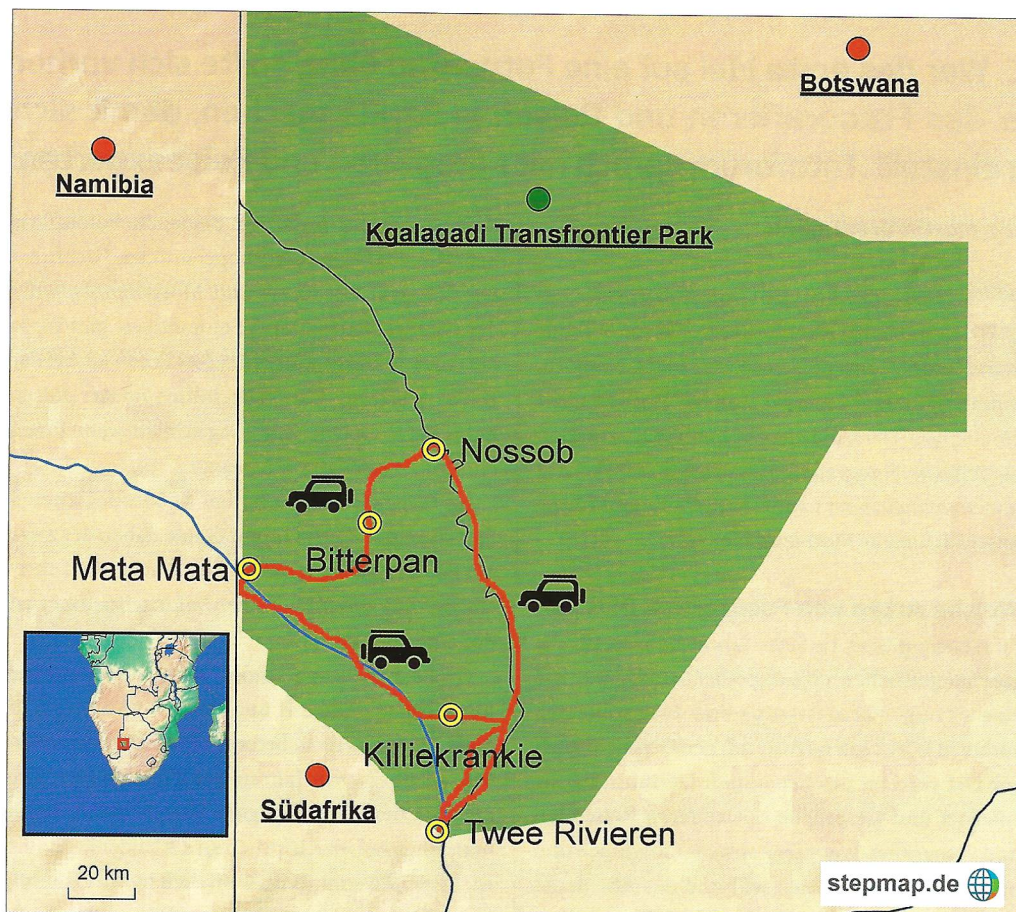 Botswana
Namibia
Kgalagadi Transfrontier Park
Nossob
Bitterpan
Mata Mata
Killiekrankie
Südafrika
Twee Rivieren
20 km
stepmap.de